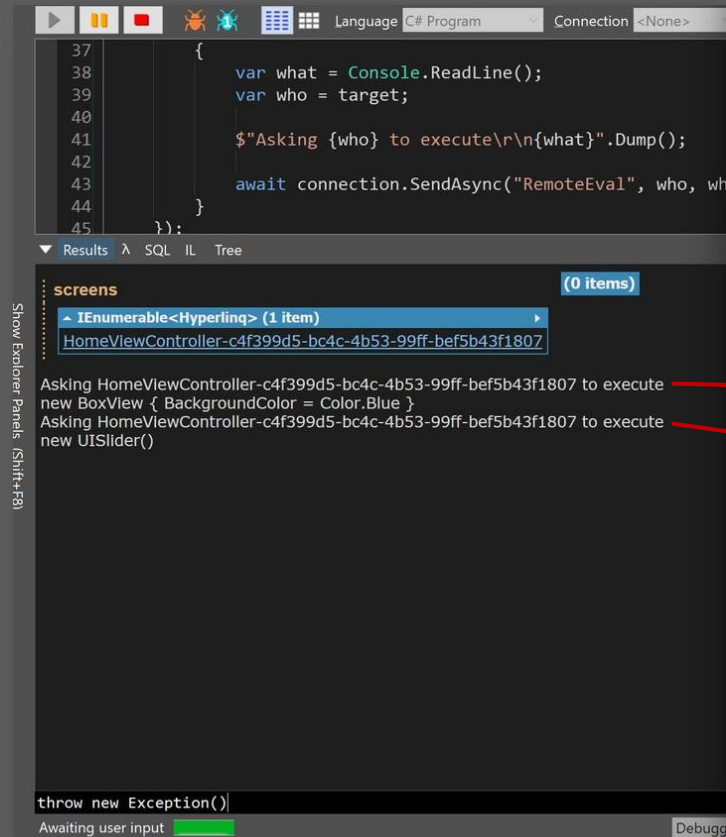 Language C# Program Connection <None>
37 {
38 var what = Console.ReadLine();
39 var who = target;
40
41 $"Asking {who} to execute\r\n{what}".Dump();
42
43 await connection.SendAsync("RemoteEval", who, wh
44 }
45 });
Results λ SQL IL Tree
screens
(0 items)
IEnumerable<Hyperlinq> (1 item)
HomeViewController-c4f399d5-bc4c-4b53-99ff-bef5b43f1807
Show Explorer Panels (Shift+F8)
Asking HomeViewController-c4f399d5-bc4c-4b53-99ff-bef5b43f1807 to execute
new BoxView { BackgroundColor = Color.Blue }
Asking HomeViewController-c4f399d5-bc4c-4b53-99ff-bef5b43f1807 to execute
new UISlider()
throw new Exception()
Awaiting user input
Debugg